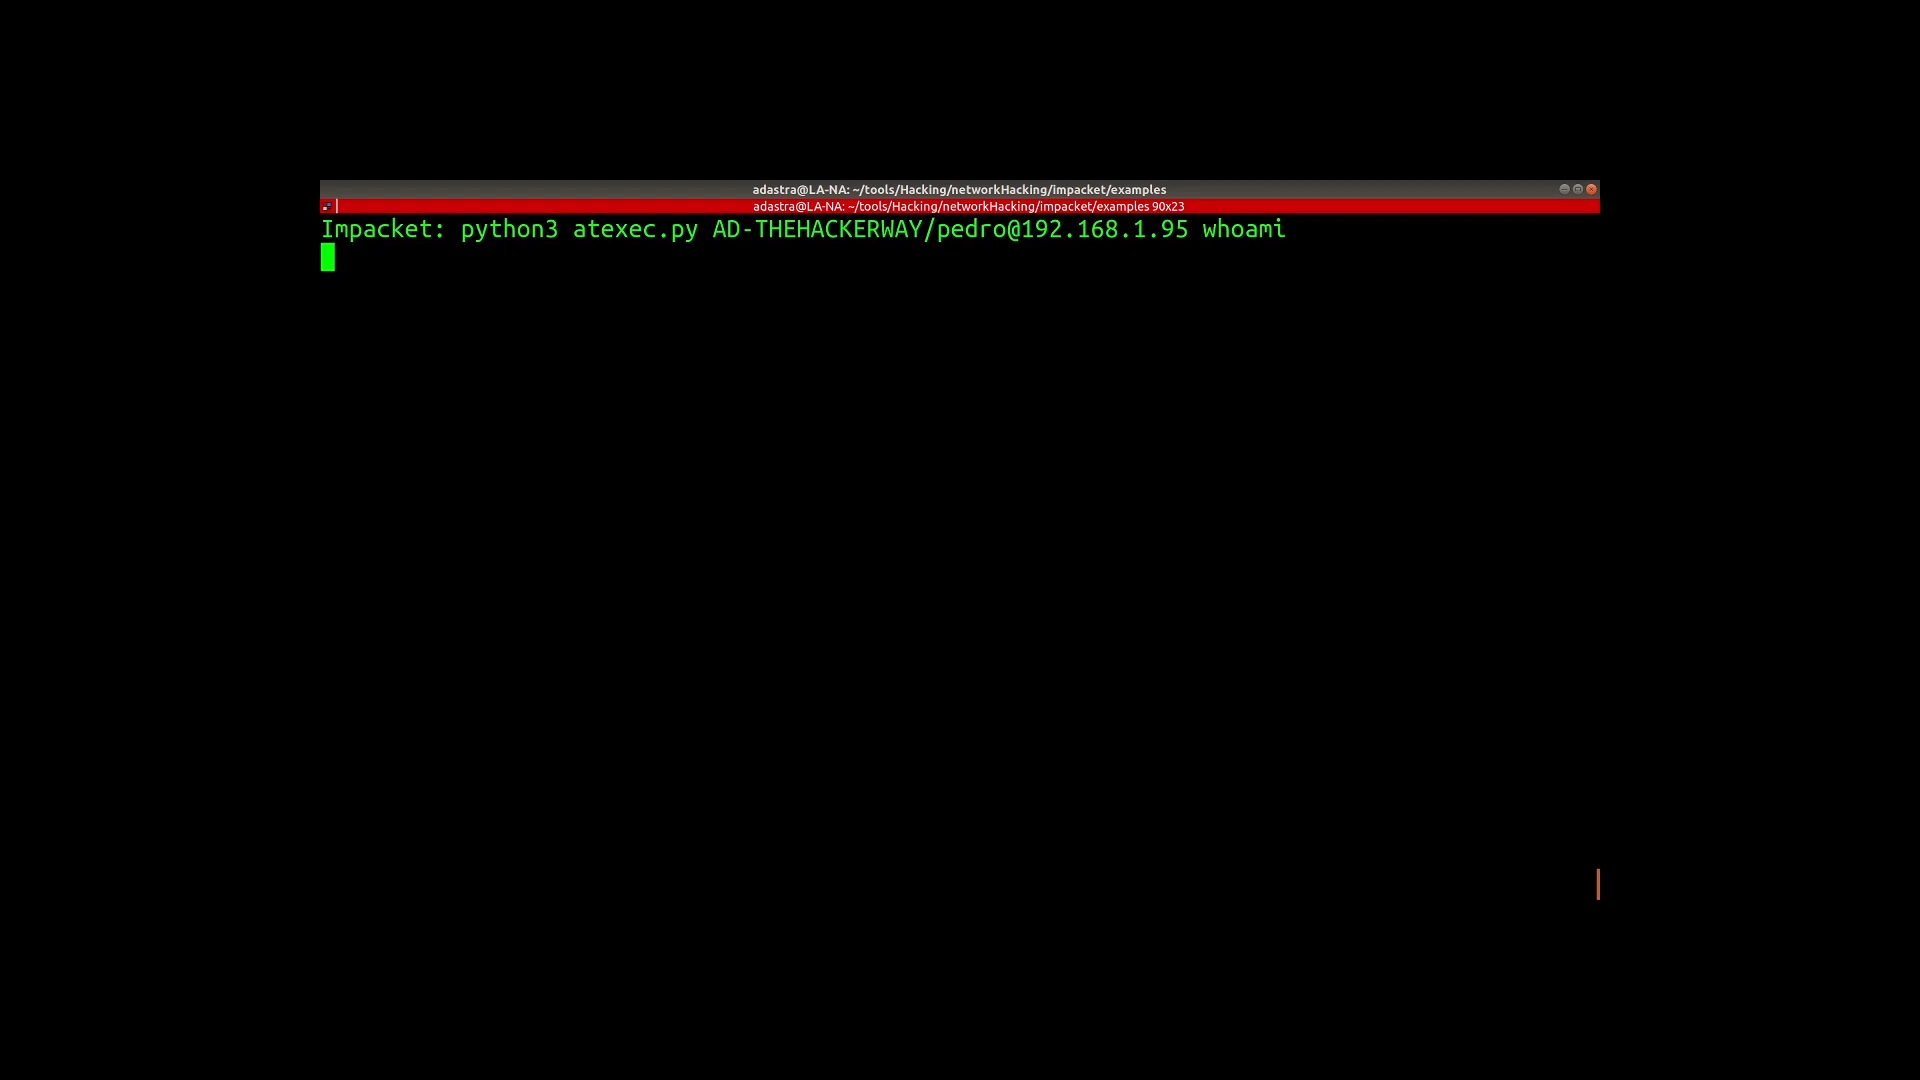 adastra@LA-NA: ~/tools/Hacking/networkHacking/impacket/examples
adastra@LA-NA: ~/tools/Hacking/networkHacking/impacket/examples 90x23
Impacket: python3 atexec.py AD-THEHACKERWAY/pedro@192.168.1.95 whoami